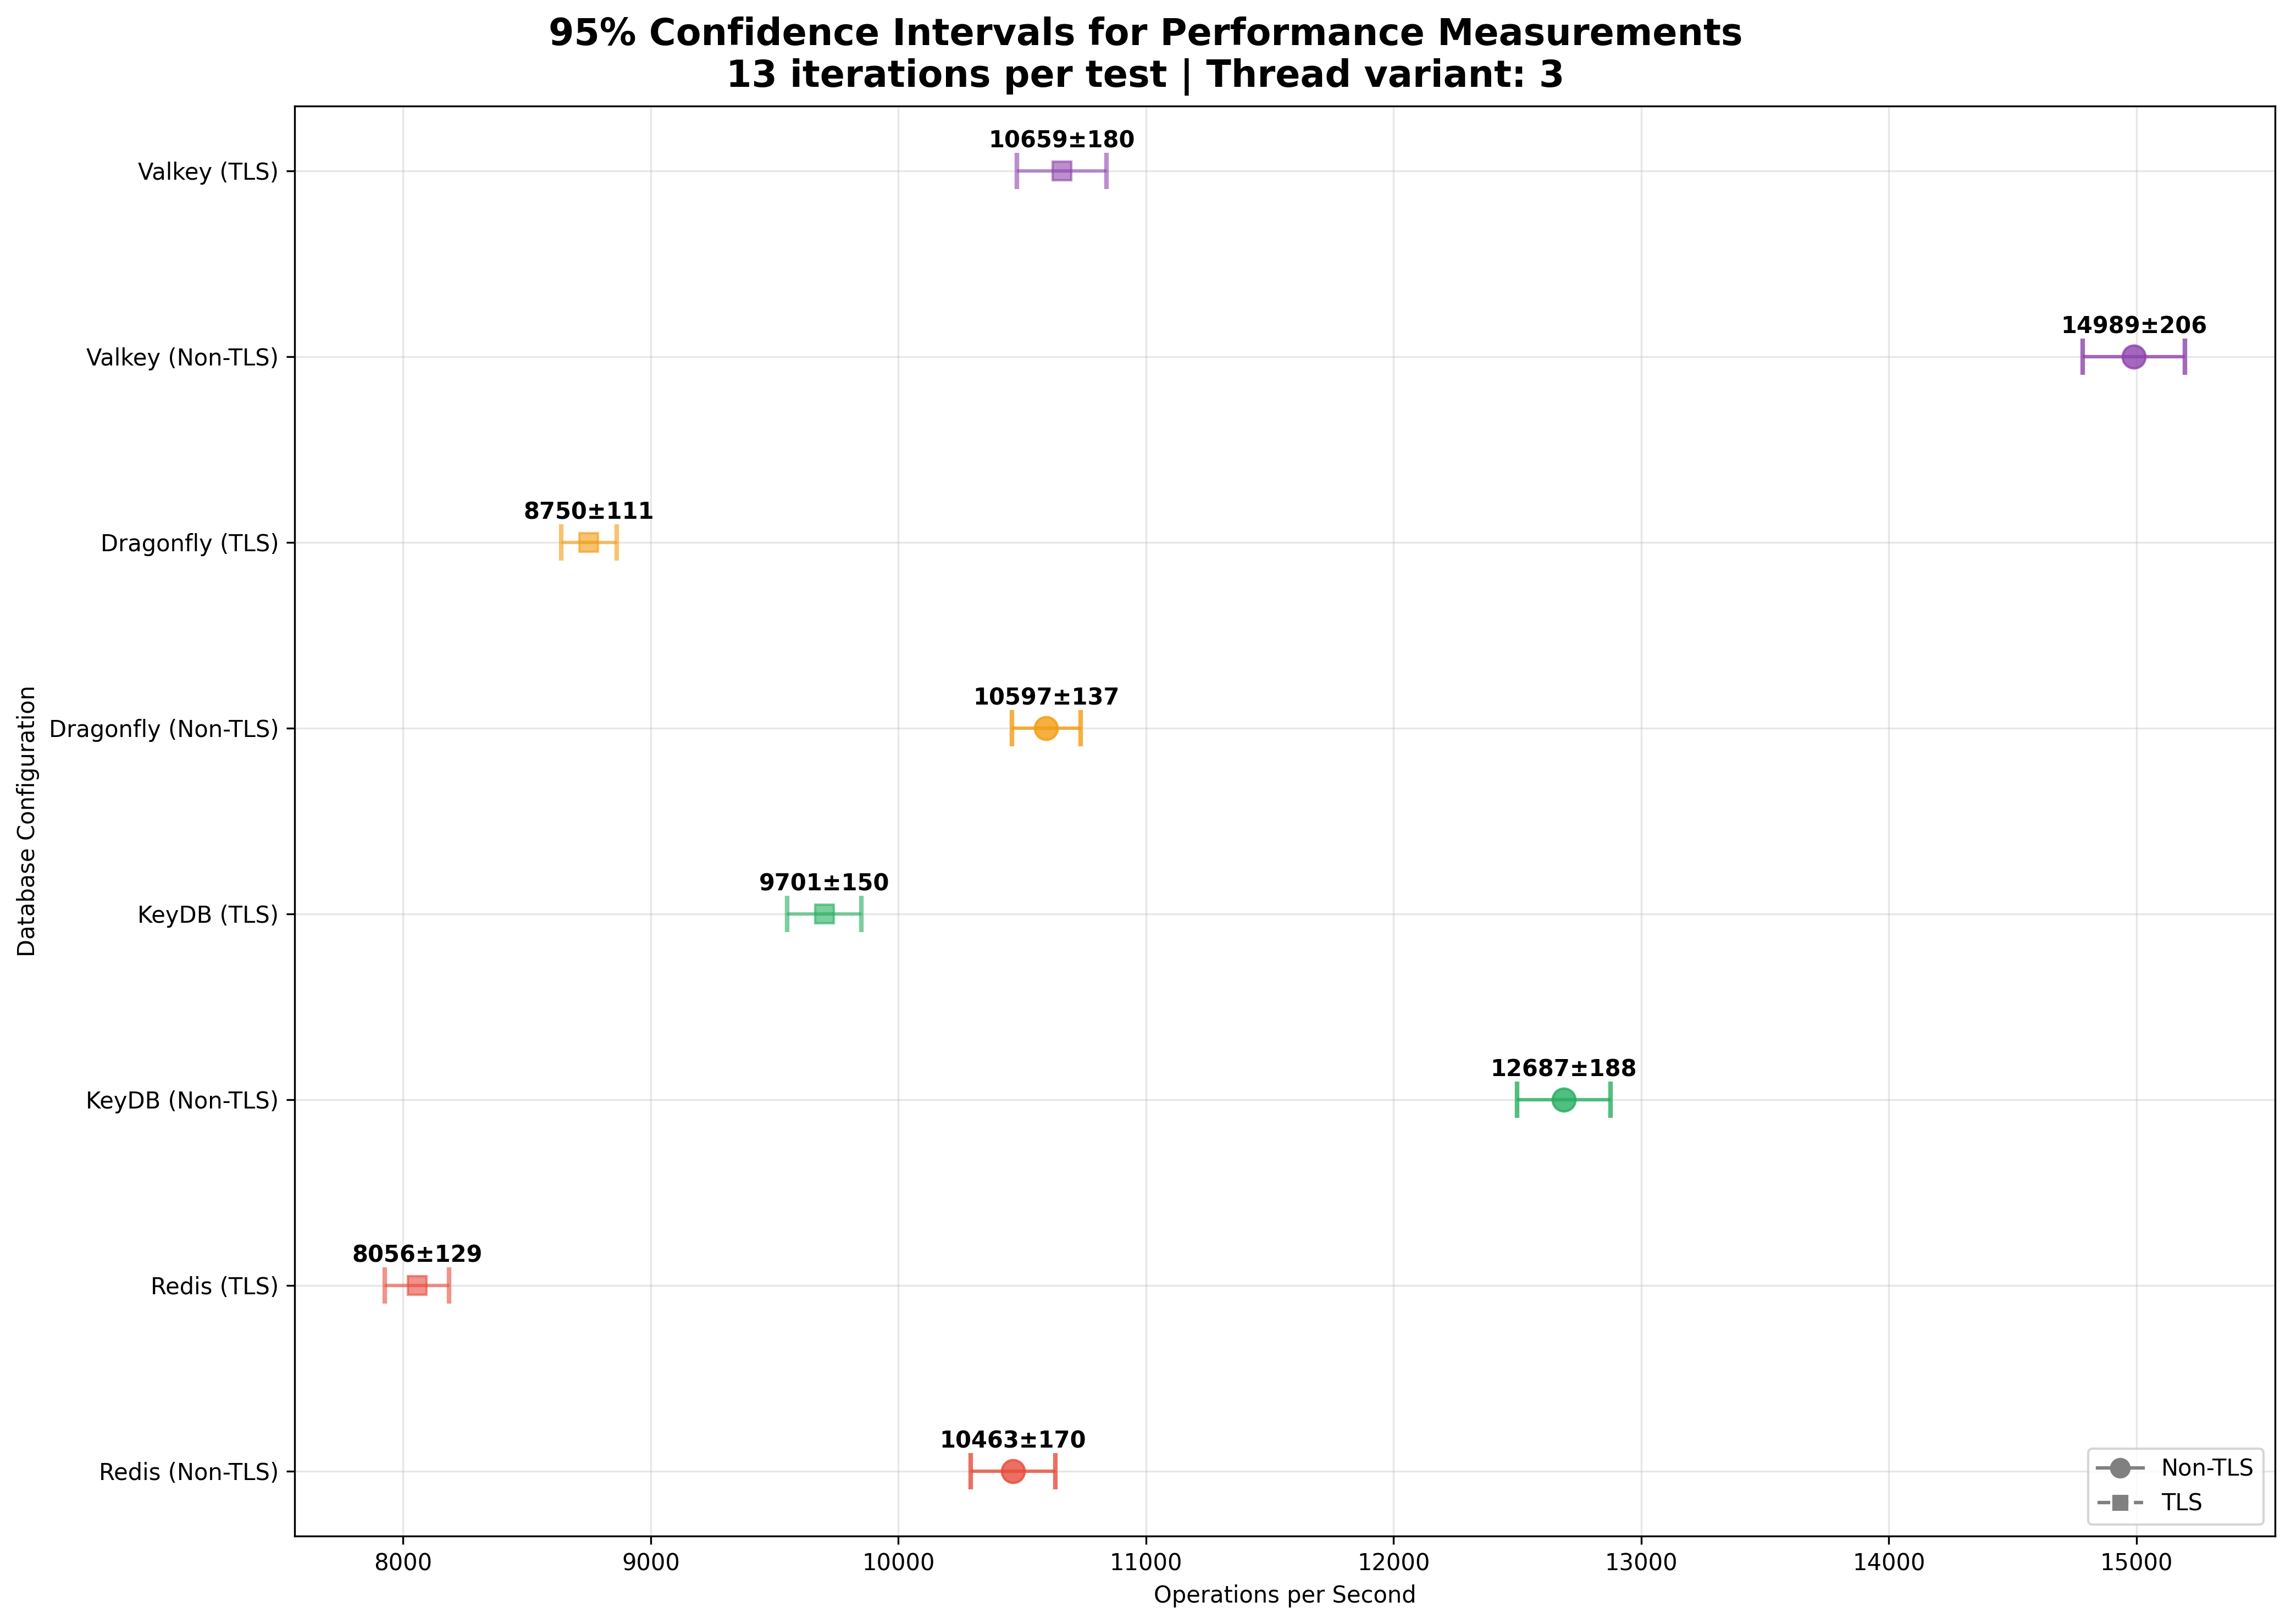 95% Confidence Intervals for Performance Measurements
13 iterations per test | Thread variant: 3
Valkey (TLS)
10659±180
Valkey (Non-TLS)
14989±206
Dragonfly (TLS)
8750±111
Dragonfly (Non-TLS)
10597±137
KeyDB (TLS)
9701±150
KeyDB (Non-TLS)
12687±188
Redis (TLS)
8056±129
Redis (Non-TLS)
10463±170
Database Configuration
Non-TLS
TLS
8000 9000 10000 11000 12000 13000 14000 15000
Operations per Second